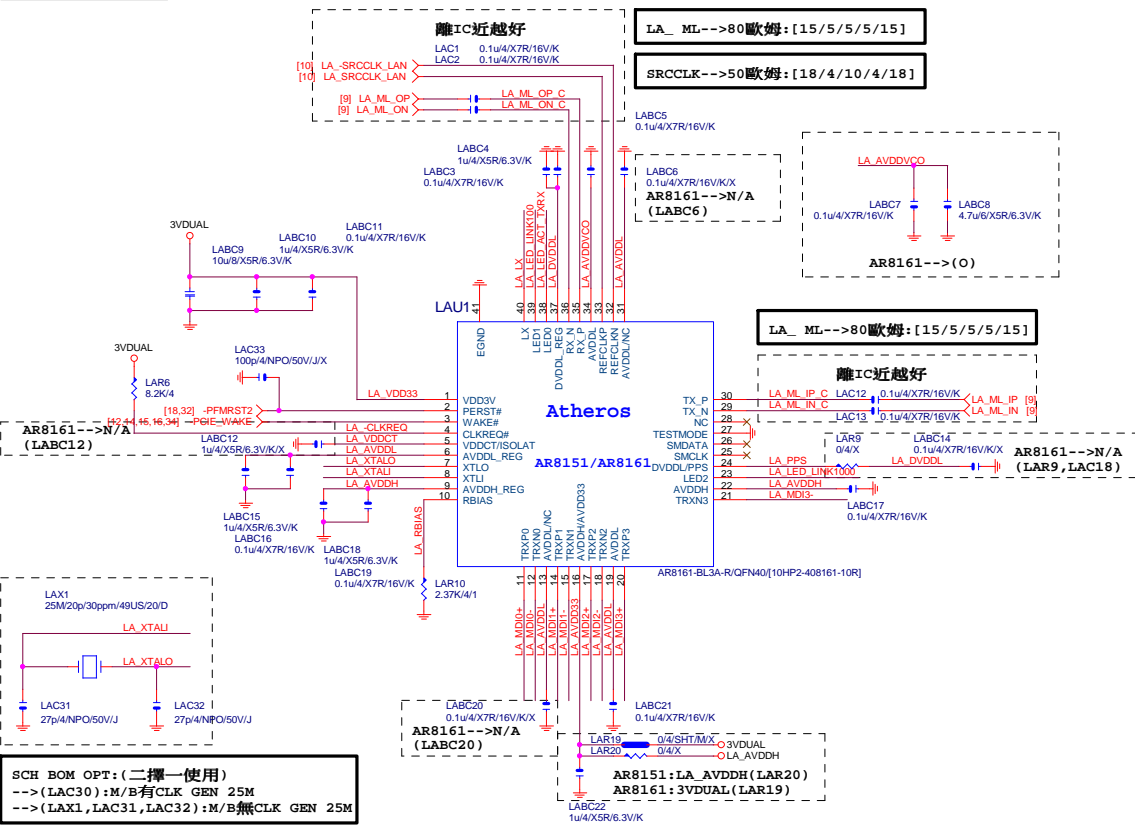 離IC近越好
LA_ ML-->80歐姆:[15/5/5/5/15]
SRCCLK-->50歐姆:[18/4/10/4/18]
LAC1 0.1u/4/X7R/16V/K
LAC2 0.1u/4/X7R/16V/K
[10] LA_-SRCCLK_LAN
[10] LA_SRCCLK_LAN
[9] LA_ML_OP
LA_ML_OP_C
[9] LA_ML_ON
LA_ML_ON_C
LABC5
0.1u/4/X7R/16V/K
LABC4
1u/4/X5R/6.3V/K
LABC3
0.1u/4/X7R/16V/K
LABC6
0.1u/4/X7R/16V/K/X
AR8161-->N/A
(LABC6)
LA_AVDDVCO
LABC7
0.1u/4/X7R/16V/K
LABC8
4.7u/6/X5R/6.3V/K
AR8161-->(O)
3VDUAL
LABC9
10u/8/X5R/6.3V/K
LABC10
1u/4/X5R/6.3V/K
LABC11
0.1u/4/X7R/16V/K
LA_LX
LA_LED_LINK100
LA_LED_ACT_TXRX
LA_DVDDL
LA_AVDDVCO
LA_AVDDL
LAU1
41
40
39
38
37
36
35
34
33
32
31
EGND
LX
LED1
LED0
DVDDL_REG
RX_N
RX_P
AVDDL
REFCLKP
REFCLKN
AVDDL/NC
LA_ ML-->80歐姆:[15/5/5/5/15]
離IC近越好
3VDUAL
LAR6
8.2K/4
LAC33
100p/4/NPO/50V/J/X
[18,32] -PFMRST2
[12,14,15,16,34] -PCIE_WAKE
AR8161-->N/A
(LABC12)
LABC12
1u/4/X5R/6.3V/K/X
LA_VDD33
LA_-CLKREQ
LA_VDDCT
LA_AVDDL
LA_XTALO
LA_XTALI
LA_AVDDH
1 VDD3V
2 PERST#
3 WAKE#
4 CLKREQ#
5 VDDCT/ISOLAT
6 AVDDL_REG
7 XTLO
8 XTLI
9 AVDDH_REG
10 RBIAS
Atheros
AR8151/AR8161
TX_P 30
TX_N 29
NC 28
TESTMODE 27
SMDATA 26
SMCLK 25
DVDDL/PPS 24
LED2 23
AVDDH 22
TRXN3 21
LA_ML_IP_C LAC12 0.1u/4/X7R/16V/K LA_ML_IP [9]
LA_ML_IN_C LAC13 0.1u/4/X7R/16V/K LA_ML_IN [9]
LAR9
0/4/X
LABC14
0.1u/4/X7R/16V/K/X
LA_PPS
LA_DVDDL
LA_LED_LINK1000
LA_AVDDH
LA_MDI3-
AR8161-->N/A
(LAR9,LAC18)
LABC17
0.1u/4/X7R/16V/K
LABC15
1u/4/X5R/6.3V/K
LABC16
0.1u/4/X7R/16V/K
LABC18
1u/4/X5R/6.3V/K
LABC19
0.1u/4/X7R/16V/K
LA_RBIAS
LAR10
2.37K/4/1
TRXP0
TRXN0
AVDDL/NC
TRXP1
TRXN1
AVDDH/AVDD33
TRXP2
TRXN2
AVDDL
TRXP3
11
12
13
14
15
16
17
18
19
20
AR8161-BL3A-R/QFN40/[10HP2-408161-10R]
LA_MDI0+
LA_MDI0-
LA_AVDDL
LA_MDI1+
LA_MDI1-
LA_AVDD33
LA_MDI2+
LA_MDI2-
LA_AVDDL
LA_MDI3+
LAX1
25M/20p/30ppm/49US/20/D
LA_XTALI
LA_XTALO
LAC31
27p/4/NPO/50V/J
LAC32
27p/4/NPO/50V/J
LABC20
0.1u/4/X7R/16V/K/X
AR8161-->N/A
(LABC20)
LABC21
0.1u/4/X7R/16V/K
LAR19 0/4/SHT/M/X 3VDUAL
LAR20 0/4/X LA_AVDDH
AR8151:LA_AVDDH(LAR20)
AR8161:3VDUAL(LAR19)
LABC22
1u/4/X5R/6.3V/K
SCH BOM OPT:(二擇一使用)
-->(LAC30):M/B有CLK GEN 25M
-->(LAX1,LAC31,LAC32):M/B無CLK GEN 25M